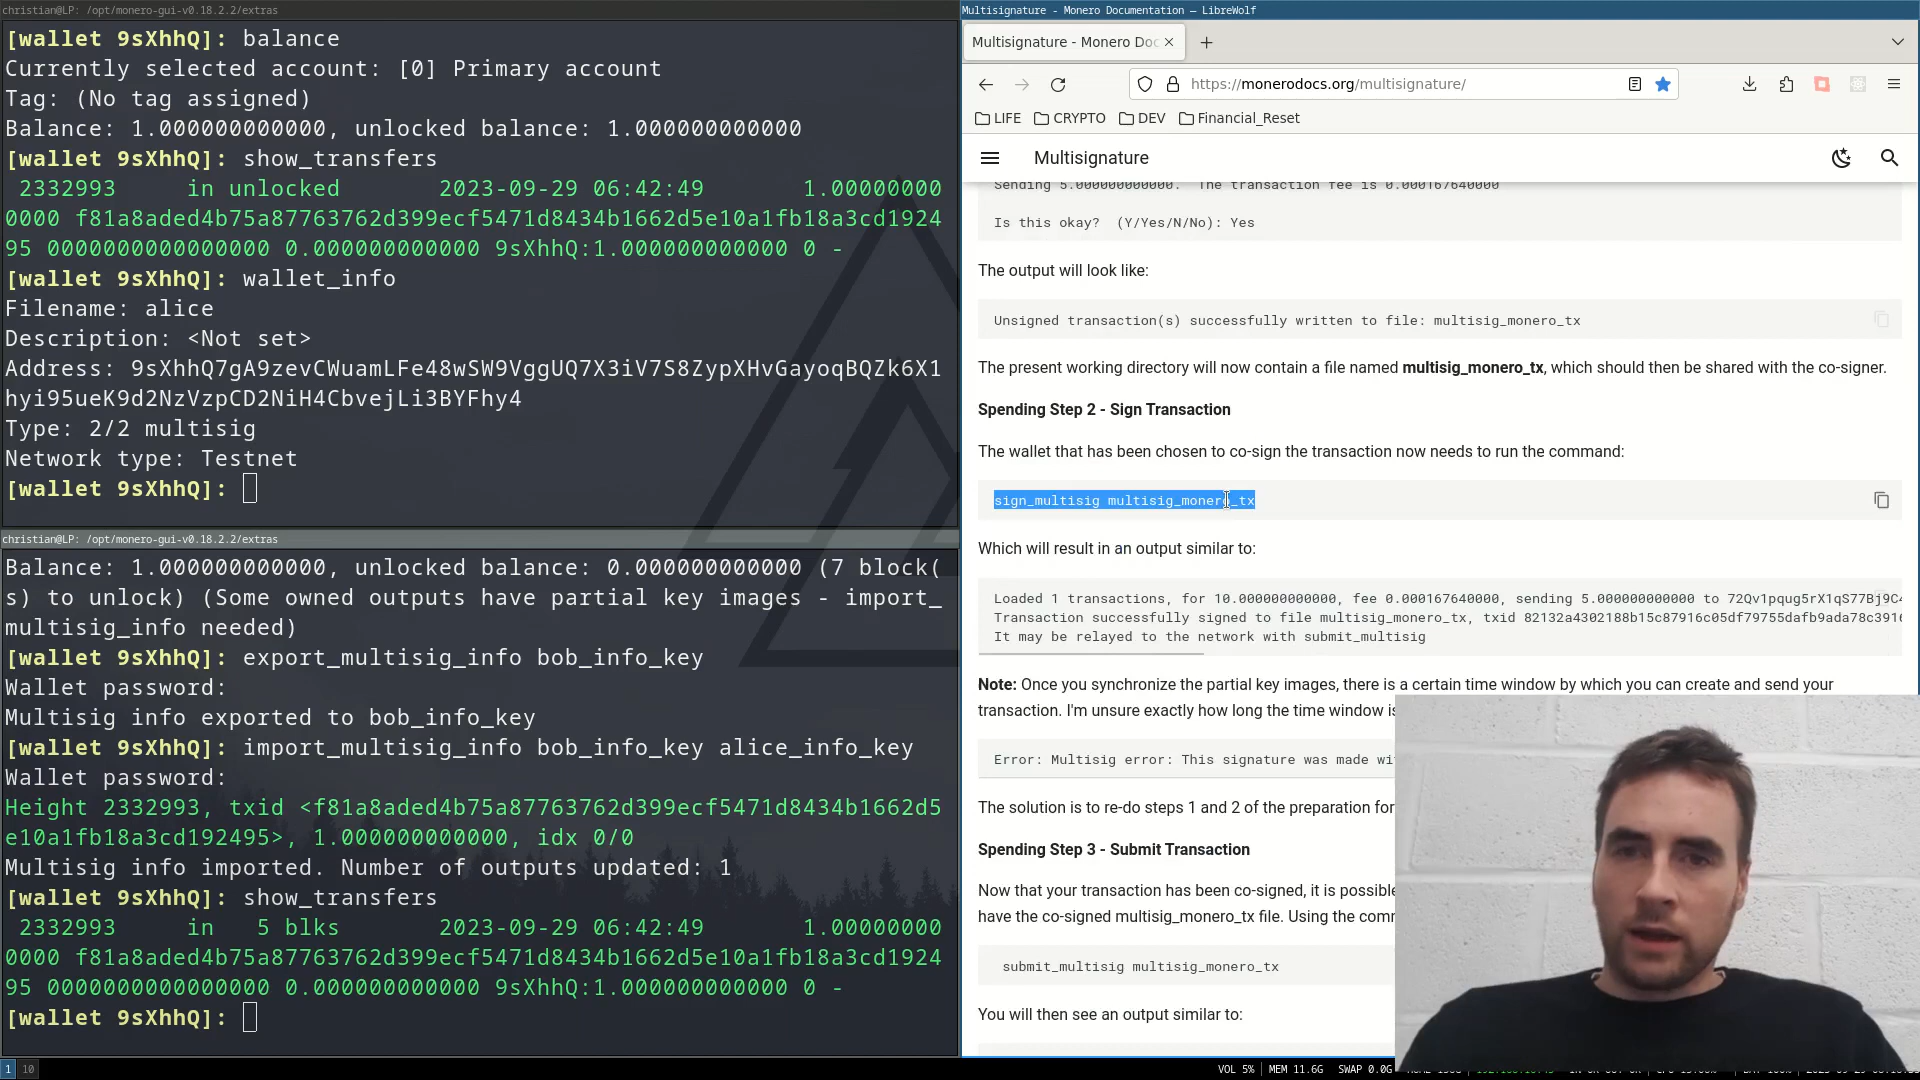 christian@LP: /opt/monero-gui-v0.18.2.2/extras
[wallet 9sXhhQ]: balance
Currently selected account: [0] Primary account
Tag: (No tag assigned)
Balance: 1.000000000000, unlocked balance: 1.000000000000
[wallet 9sXhhQ]: show_transfers
2332993 in unlocked 2023-09-29 06:42:49 1.00000000
0000 f81a8aded4b75a87763762d399ecf5471d8434b1662d5e10a1fb18a3cd1924
95 0000000000000000 0.000000000000 9sXhhQ:1.000000000000 0 -
[wallet 9sXhhQ]: wallet_info
Filename: alice
Description: <Not set>
Address: 9sXhhQ7gA9zevCWuamLFe48wSW9VggUQ7X3iV7S8ZypXHvGayoqBQZk6X1
hyi95ueK9d2NzVzpCD2NiH4CbvejLi3BYFhy4
Type: 2/2 multisig
Network type: Testnet
[wallet 9sXhhQ]:
christian@LP: /opt/monero-gui-v0.18.2.2/extras
Balance: 1.000000000000, unlocked balance: 0.000000000000 (7 block(
s) to unlock) (Some owned outputs have partial key images - import_
multisig_info needed)
[wallet 9sXhhQ]: export_multisig_info bob_info_key
Wallet password:
Multisig info exported to bob_info_key
[wallet 9sXhhQ]: import_multisig_info bob_info_key alice_info_key
Wallet password:
Height 2332993, txid <f81a8aded4b75a87763762d399ecf5471d8434b1662d5
e10a1fb18a3cd192495>, 1.000000000000, idx 0/0
Multisig info imported. Number of outputs updated: 1
[wallet 9sXhhQ]: show_transfers
2332993 in 5 blks 2023-09-29 06:42:49 1.00000000
0000 f81a8aded4b75a87763762d399ecf5471d8434b1662d5e10a1fb18a3cd1924
95 0000000000000000 0.000000000000 9sXhhQ:1.000000000000 0 -
[wallet 9sXhhQ]:
Multisignature - Monero Documentation — LibreWolf
Multisignature - Monero Doc
https://monerodocs.org/multisignature/
LIFE CRYPTO DEV Financial_Reset
Multisignature
Sending 5.000000000000. The transaction fee is 0.000167640000
Is this okay? (Y/Yes/N/No): Yes
The output will look like:
Unsigned transaction(s) successfully written to file: multisig_monero_tx
The present working directory will now contain a file named multisig_monero_tx, which should then be shared with the co-signer.
Spending Step 2 - Sign Transaction
The wallet that has been chosen to co-sign the transaction now needs to run the command:
sign_multisig multisig_monero_tx
Which will result in an output similar to:
Loaded 1 transactions, for 10.000000000000, fee 0.000167640000, sending 5.000000000000 to 72Qv1pqug5rX1qS77Bj9C4
Transaction successfully signed to file multisig_monero_tx, txid 82132a4302188b15c87916c05df79755dafb9ada78c3916
It may be relayed to the network with submit_multisig
Note: Once you synchronize the partial key images, there is a certain time window by which you can create and send your
transaction. I'm unsure exactly how long the time window is
Error: Multisig error: This signature was made wi
The solution is to re-do steps 1 and 2 of the preparation for
Spending Step 3 - Submit Transaction
Now that your transaction has been co-signed, it is possible
have the co-signed multisig_monero_tx file. Using the com
submit_multisig multisig_monero_tx
You will then see an output similar to:
1 10
VOL 5% | MEM 11.6G | SWAP 0.0G